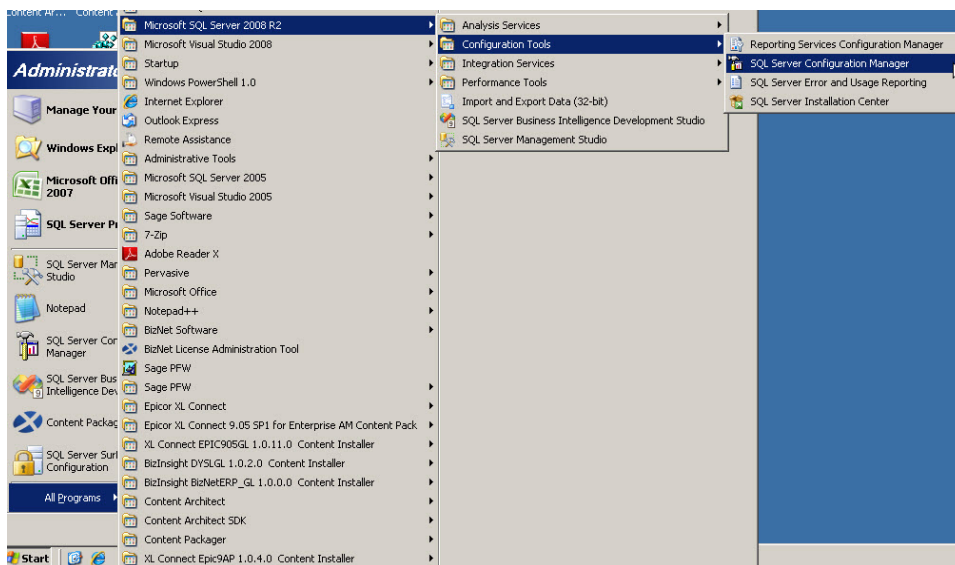 Content Ar...
Content
Administrat
Manage Your
Windows Expl
Microsoft Offi
2007
SQL Server Pr
SQL Server Mar
Studio
Notepad
SQL Server Cor
Manager
SQL Server Bus
Intelligence Dev
Content Packag
SQL Server Surf
Configuration
All Programs
Start
Microsoft SQL Server 2008 R2
Microsoft Visual Studio 2008
Startup
Windows PowerShell 1.0
Internet Explorer
Outlook Express
Remote Assistance
Administrative Tools
Microsoft SQL Server 2005
Microsoft Visual Studio 2005
Sage Software
7-Zip
Adobe Reader X
Pervasive
Microsoft Office
Notepad++
BizNet Software
BizNet License Administration Tool
Sage PFW
Sage PFW
Epicor XL Connect
Epicor XL Connect 9.05 SP1 for Enterprise AM Content Pack
XL Connect EPIC905GL 1.0.11.0 Content Installer
BizInsight DYSLGL 1.0.2.0 Content Installer
BizInsight BizNetERP_GL 1.0.0.0 Content Installer
Content Architect
Content Architect SDK
Content Packager
XL Connect Epic9AP 1.0.4.0 Content Installer
Analysis Services
Configuration Tools
Integration Services
Performance Tools
Import and Export Data (32-bit)
SQL Server Business Intelligence Development Studio
SQL Server Management Studio
Reporting Services Configuration Manager
SQL Server Configuration Manager
SQL Server Error and Usage Reporting
SQL Server Installation Center